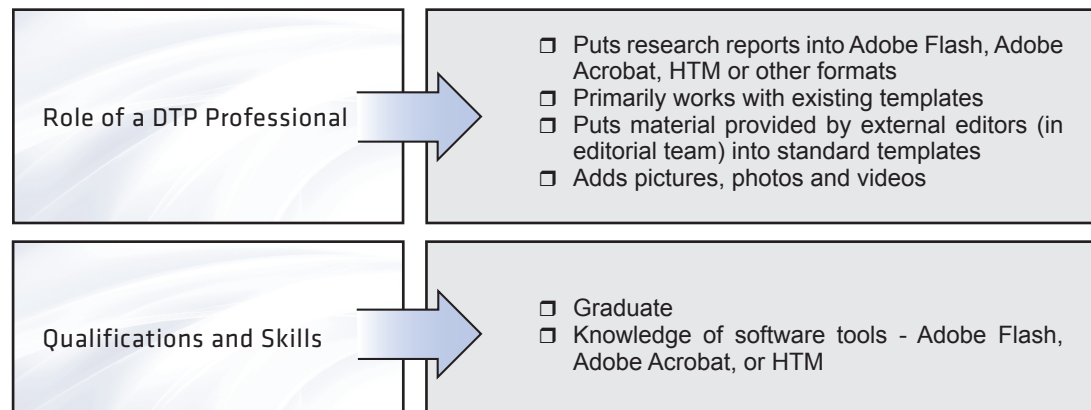 Role of a DTP Professional
❒ Puts research reports into Adobe Flash, Adobe
Acrobat, HTM or other formats
❒ Primarily works with existing templates
❒ Puts material provided by external editors (in
editorial team) into standard templates
❒ Adds pictures, photos and videos
Qualifications and Skills
❒ Graduate
❒ Knowledge of software tools - Adobe Flash,
Adobe Acrobat, or HTM